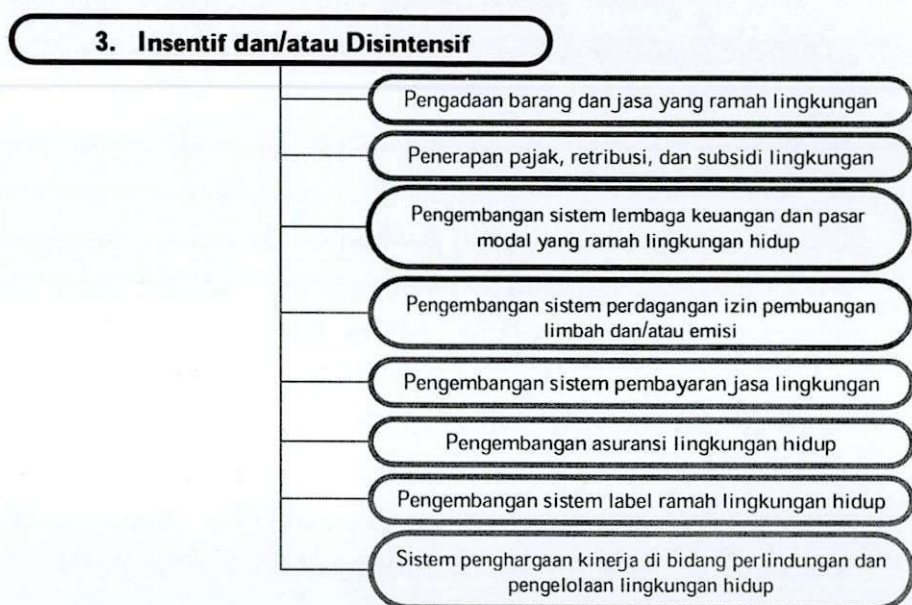 3. Insentif dan/atau Disintensif
Pengadaan barang dan jasa yang ramah lingkungan
Penerapan pajak, retribusi, dan subsidi lingkungan
Pengembangan sistem lembaga keuangan dan pasar
modal yang ramah lingkungan hidup
Pengembangan sistem perdagangan izin pembuangan
limbah dan/atau emisi
Pengembangan sistem pembayaran jasa lingkungan
Pengembangan asuransi lingkungan hidup
Pengembangan sistem label ramah lingkungan hidup
Sistem penghargaan kinerja di bidang perlindungan dan
pengelolaan lingkungan hidup